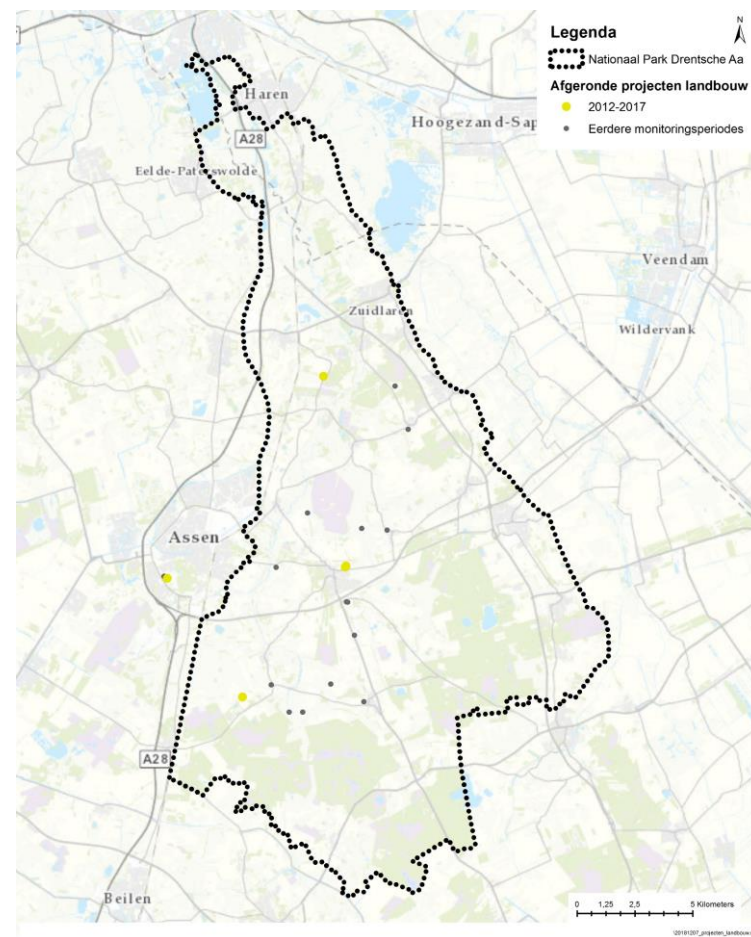 Legenda
N
Nationaal Park Drentsche Aa
Afgeronde projecten landbouw
2012-2017
Eerdere monitoringsperiodes
Haren
Hoogezand-Sap
A28
Eelde-Paterswolde
Veendam
Zuidlaren
Wildervank
Assen
A28
Beilen
0 1,25 2,5 5 Kilometers
\20181207_projecten_landbouw